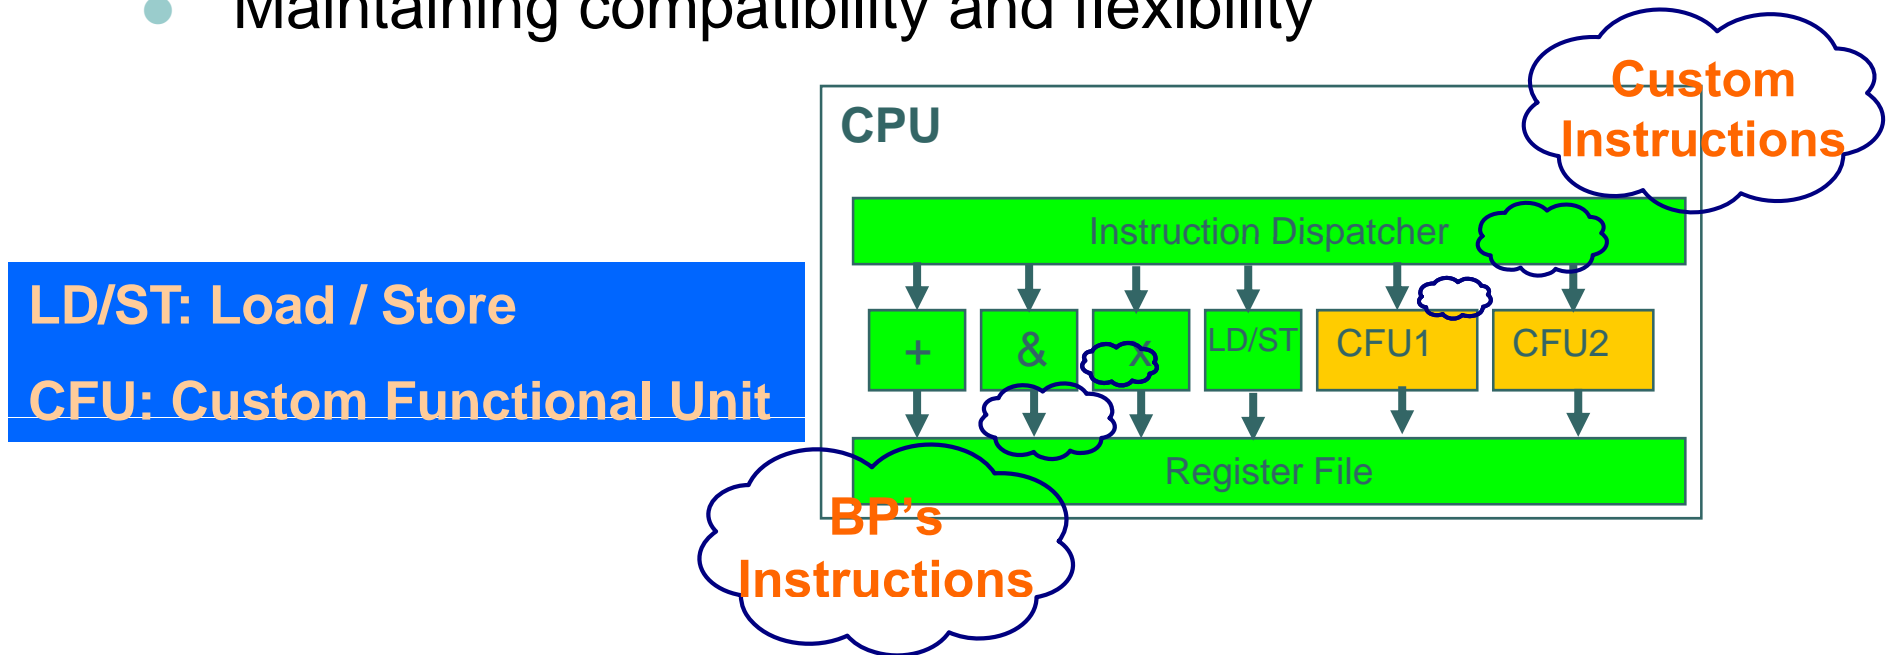 Maintaining compatibility and flexibility
Custom
Instructions
CPU
Instruction Dispatcher
LD/ST: Load / Store
CFU: Custom Functional Unit
+
&
x
LD/ST
CFU1
CFU2
Register File
BP’s
Instructions